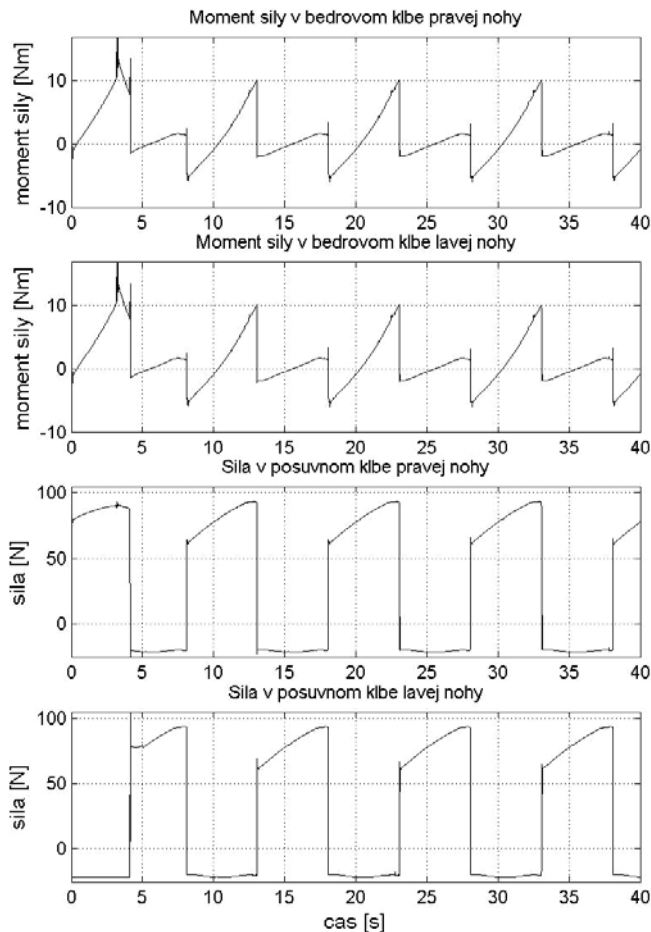 Moment sily v bedrovom klbe pravej nohy
moment sily [Nm]
10
0
-10
0 5 10 15 20 25 30 35 40
Moment sily v bedrovom klbe lavej nohy
moment sily [Nm]
10
0
-10
0 5 10 15 20 25 30 35 40
Sila v posuvnom klbe pravej nohy
sila [N]
100
50
0
0 5 10 15 20 25 30 35 40
Sila v posuvnom klbe lavej nohy
sila [N]
100
50
0
0 5 10 15 20 25 30 35 40
cas [s]